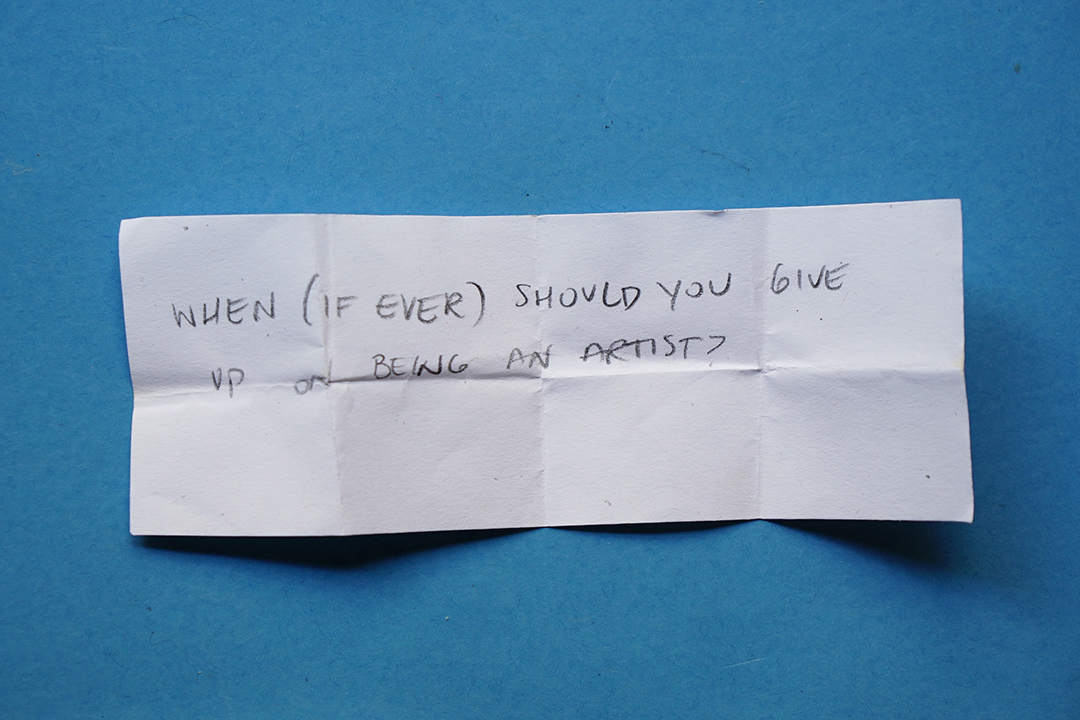 WHEN (IF EVER) SHOULD YOU GIVE
UP ON BEING AN ARTIST?